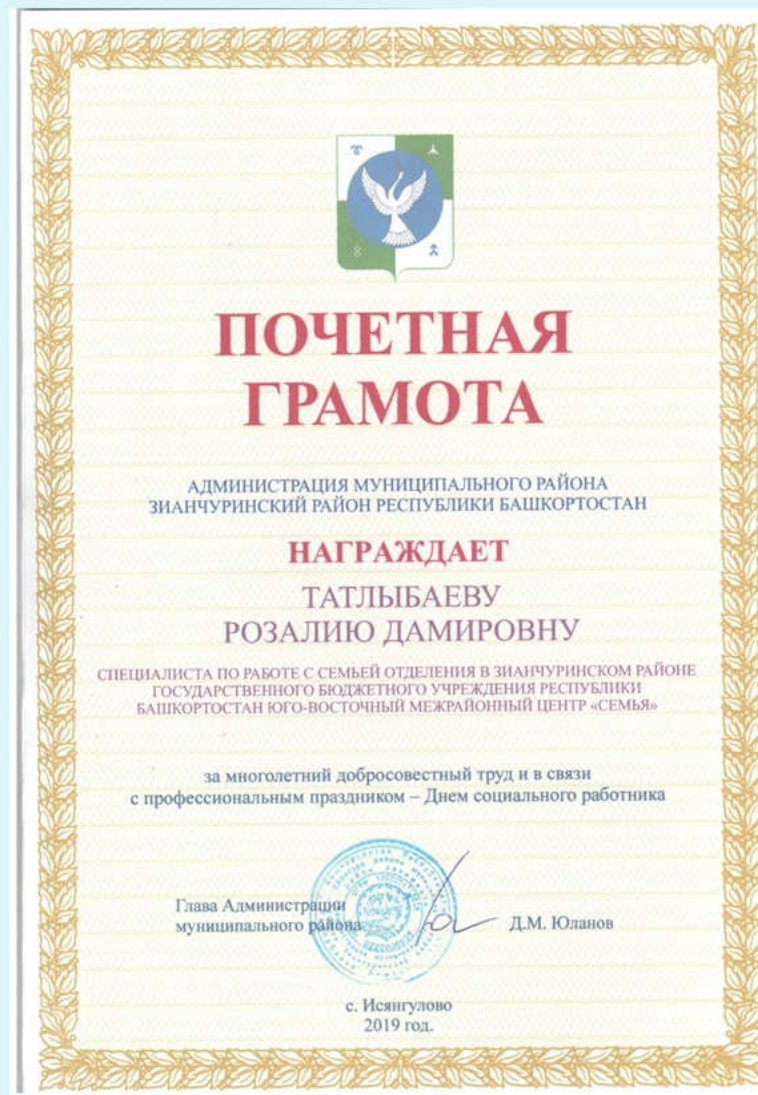 ПОЧЕТНАЯ
ГРАМОТА
АДМИНИСТРАЦИЯ МУНИЦИПАЛЬНОГО РАЙОНА
ЗИАНЧУРИНСКИЙ РАЙОН РЕСПУБЛИКИ БАШКОРТОСТАН
НАГРАЖДАЕТ
ТАТЛЫБАЕВУ
РОЗАЛИЮ ДАМИРОВНУ
СПЕЦИАЛИСТА ПО РАБОТЕ С СЕМЬЕЙ ОТДЕЛЕНИЯ В ЗИАНЧУРИНСКОМ РАЙОНЕ
ГОСУДАРСТВЕННОГО БЮДЖЕТНОГО УЧРЕЖДЕНИЯ РЕСПУБЛИКИ
БАШКОРТОСТАН ЮГО-ВОСТОЧНЫЙ МЕЖРАЙОННЫЙ ЦЕНТР «СЕМЬЯ»
за многолетний добросовестный труд и в связи
с профессиональным праздником – Днем социального работника
Глава Администрации
муниципального района Д.М. Юланов
с. Исянгулово
2019 год.